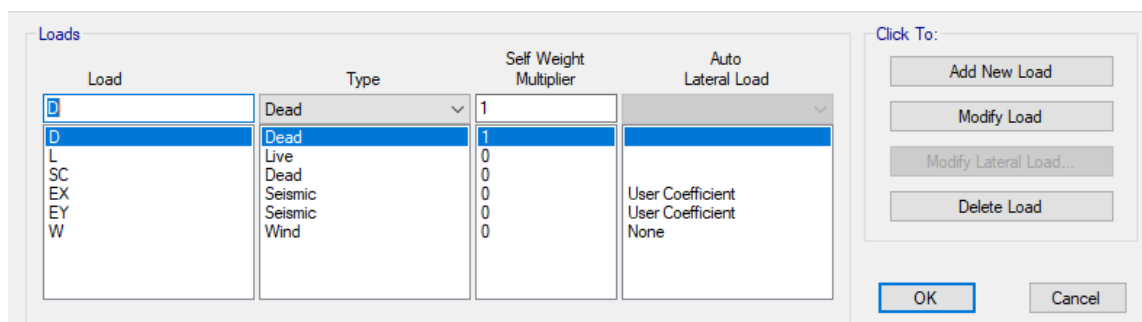 Loads
Load Type Self Weight Multiplier Auto Lateral Load
D Dead 1
D Dead 1
L Live 0
SC Dead 0
EX Seismic 0 User Coefficient
EY Seismic 0 User Coefficient
W Wind 0 None
Click To:
Add New Load
Modify Load
Modify Lateral Load...
Delete Load
OK Cancel